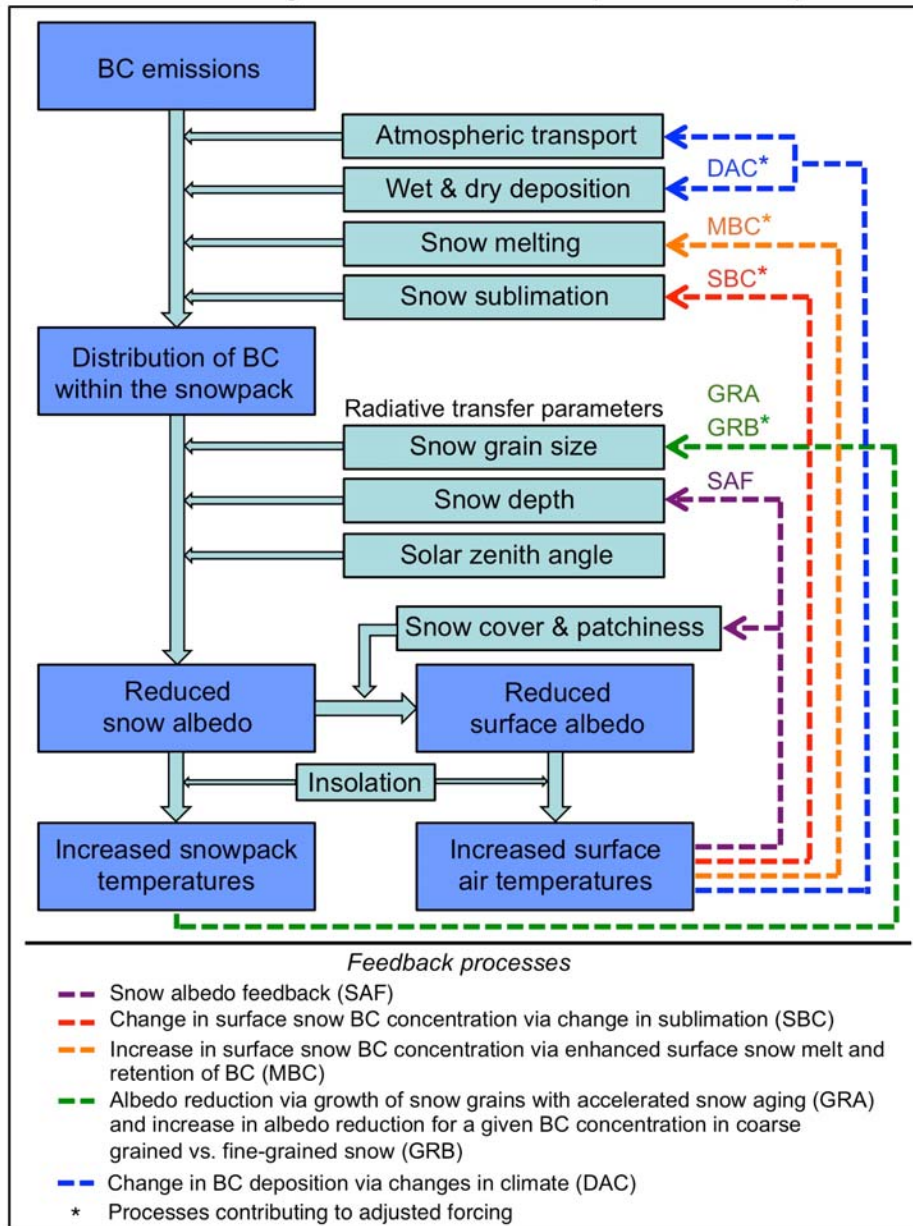 BC emissions
Atmospheric transport
DAC*
Wet & dry deposition
MBC*
Snow melting
SBC*
Snow sublimation
Distribution of BC
within the snowpack
GRA
Radiative transfer parameters
GRB*
Snow grain size
SAF
Snow depth
Solar zenith angle
Snow cover & patchiness
Reduced
snow albedo
Reduced
surface albedo
Insolation
Increased snowpack
temperatures
Increased surface
air temperatures
Feedback processes
Snow albedo feedback (SAF)
Change in surface snow BC concentration via change in sublimation (SBC)
Increase in surface snow BC concentration via enhanced surface snow melt and
retention of BC (MBC)
Albedo reduction via growth of snow grains with accelerated snow aging (GRA)
and increase in albedo reduction for a given BC concentration in coarse
grained vs. fine-grained snow (GRB)
Change in BC deposition via changes in climate (DAC)
* Processes contributing to adjusted forcing